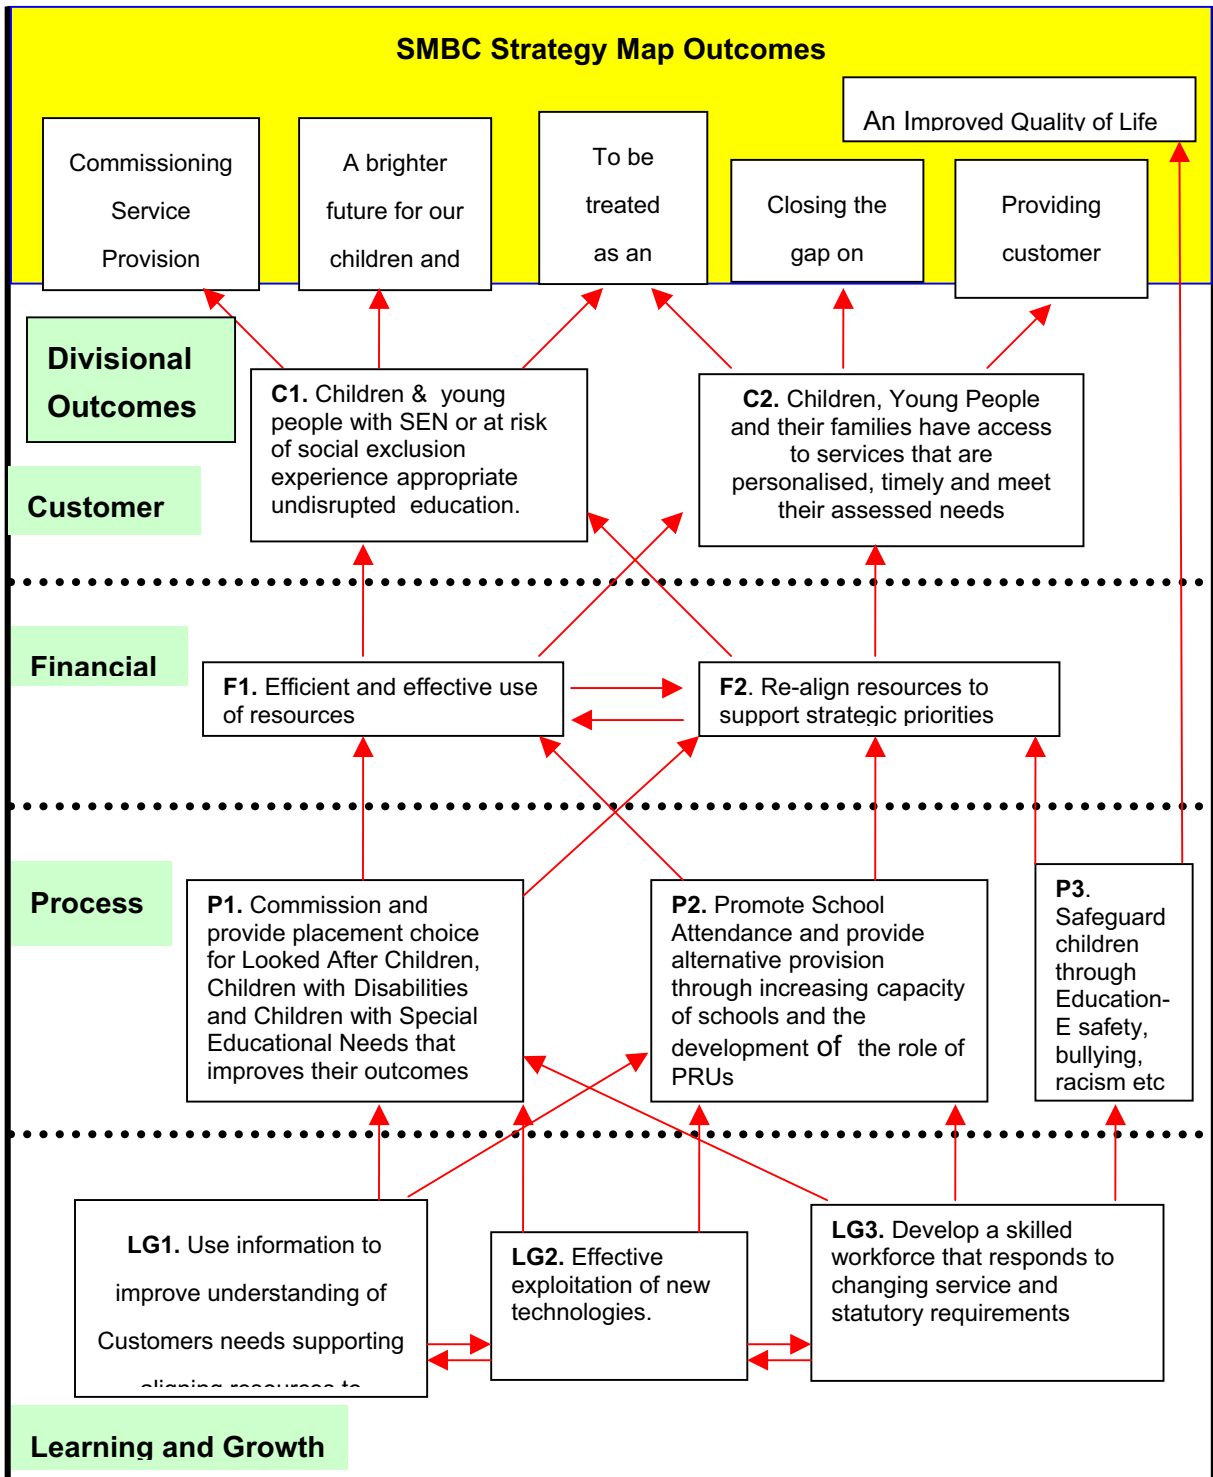 SMBC Strategy Map Outcomes
An Improved Quality of Life
Commissioning
Service
Provision
A brighter
future for our
children and
To be
treated
as an
Closing the
gap on
Providing
customer
Divisional
Outcomes
Customer
C1. Children & young
people with SEN or at risk
of social exclusion
experience appropriate
undisrupted education.
C2. Children, Young People
and their families have access
to services that are
personalised, timely and meet
their assessed needs
Financial
F1. Efficient and effective use
of resources
F2. Re-align resources to
support strategic priorities
Process
P1. Commission and
provide placement choice
for Looked After Children,
Children with Disabilities
and Children with Special
Educational Needs that
improves their outcomes
P2. Promote School
Attendance and provide
alternative provision
through increasing capacity
of schools and the
development of the role of
PRUs
P3.
Safeguard
children
through
Education-
E safety,
bullying,
racism etc
LG1. Use information to
improve understanding of
Customers needs supporting
aligning resources to
LG2. Effective
exploitation of new
technologies.
LG3. Develop a skilled
workforce that responds to
changing service and
statutory requirements
Learning and Growth